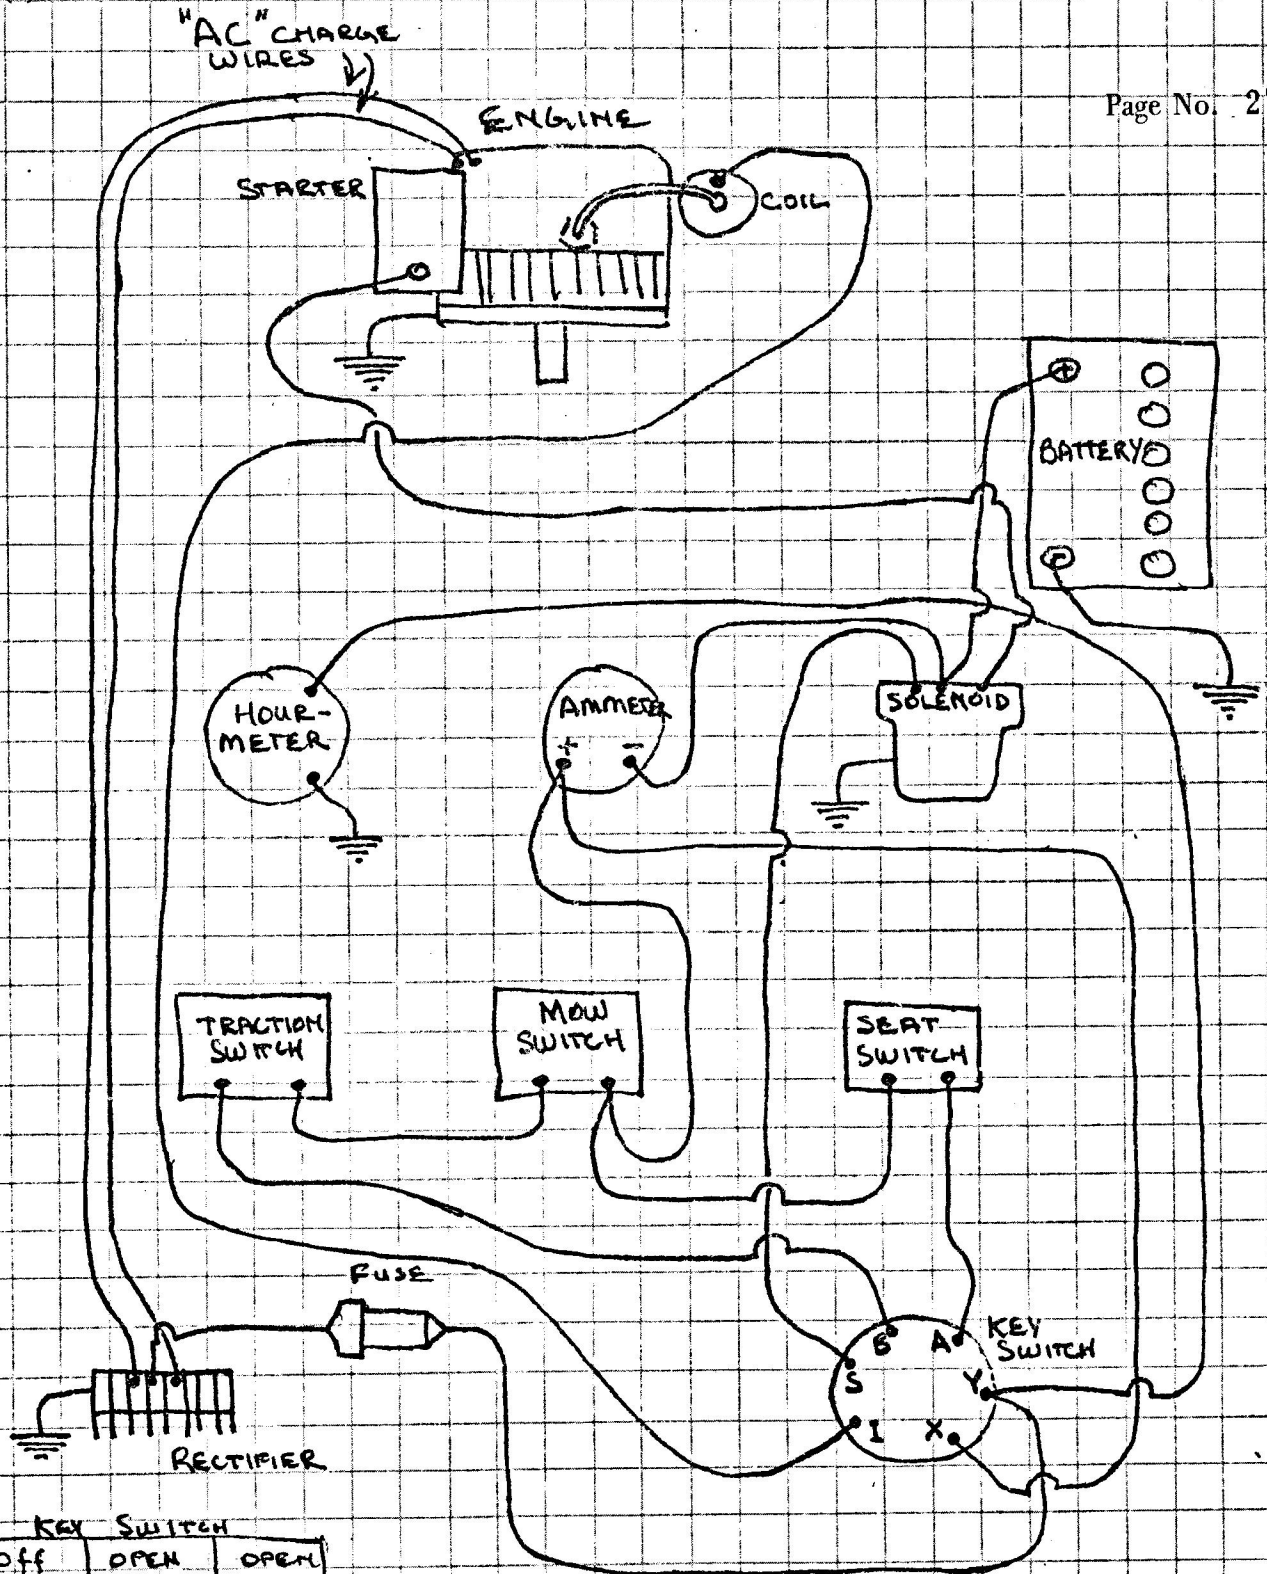 "AC" CHARGE
WIRES
Page No. 2
ENGINE
STARTER
COIL
+
BATTERY
-
HOUR-
METER
AMMETER
+ -
SOLENOID
TRACTION
SWITCH
MOW
SWITCH
SEAT
SWITCH
FUSE
KEY
SWITCH
B A
S Y
I X
RECTIFIER
KEY SWITCH
Off OPEN OPEN